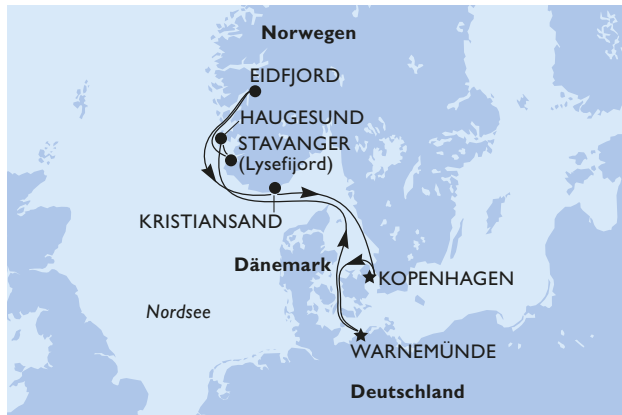 Norwegen
EIDFJORD
HAUGESUND
STAVANGER
(Lysefijord)
KRISTIANSAND
Dänemark
KOPENHAGEN
Nordsee
WARNEMÜNDE
Deutschland